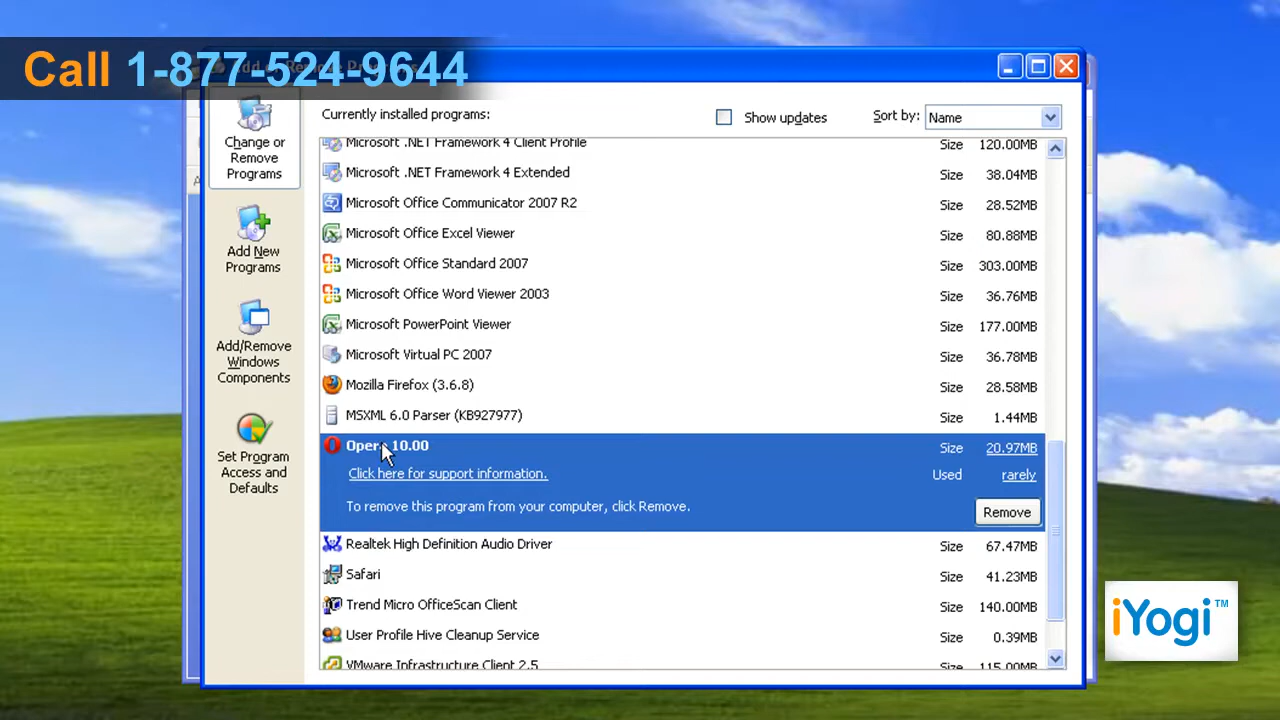 Call 1-877-524-9644
Currently installed programs:
Show updates
Sort by:
Name
Change or
Remove
Programs
Add New
Programs
Add/Remove
Windows
Components
Set Program
Access and
Defaults
Microsoft .NET Framework 4 Client Profile Size 120.00MB
Microsoft .NET Framework 4 Extended Size 38.04MB
Microsoft Office Communicator 2007 R2 Size 28.52MB
Microsoft Office Excel Viewer Size 80.88MB
Microsoft Office Standard 2007 Size 303.00MB
Microsoft Office Word Viewer 2003 Size 36.76MB
Microsoft PowerPoint Viewer Size 177.00MB
Microsoft Virtual PC 2007 Size 36.78MB
Mozilla Firefox (3.6.8) Size 28.58MB
MSXML 6.0 Parser (KB927977) Size 1.44MB
Opera 10.00 Size 20.97MB
Click here for support information. Used rarely
To remove this program from your computer, click Remove. Remove
Realtek High Definition Audio Driver Size 67.47MB
Safari Size 41.23MB
Trend Micro OfficeScan Client Size 140.00MB
User Profile Hive Cleanup Service Size 0.39MB
VMware Infrastructure Client 2.5 Size 115.00MB
iYogi™